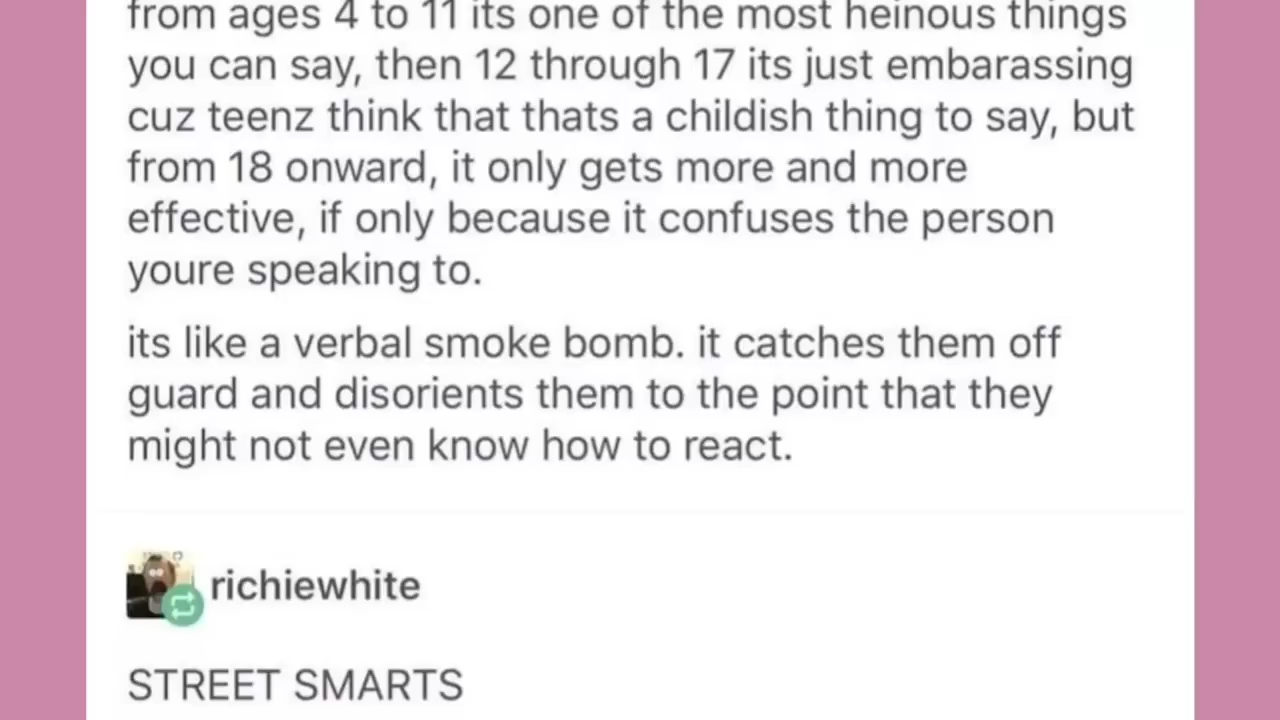 from ages 4 to 11 its one of the most heinous things
you can say, then 12 through 17 its just embarassing
cuz teenz think that thats a childish thing to say, but
from 18 onward, it only gets more and more
effective, if only because it confuses the person
youre speaking to.
its like a verbal smoke bomb. it catches them off
guard and disorients them to the point that they
might not even know how to react.
richiewhite
STREET SMARTS